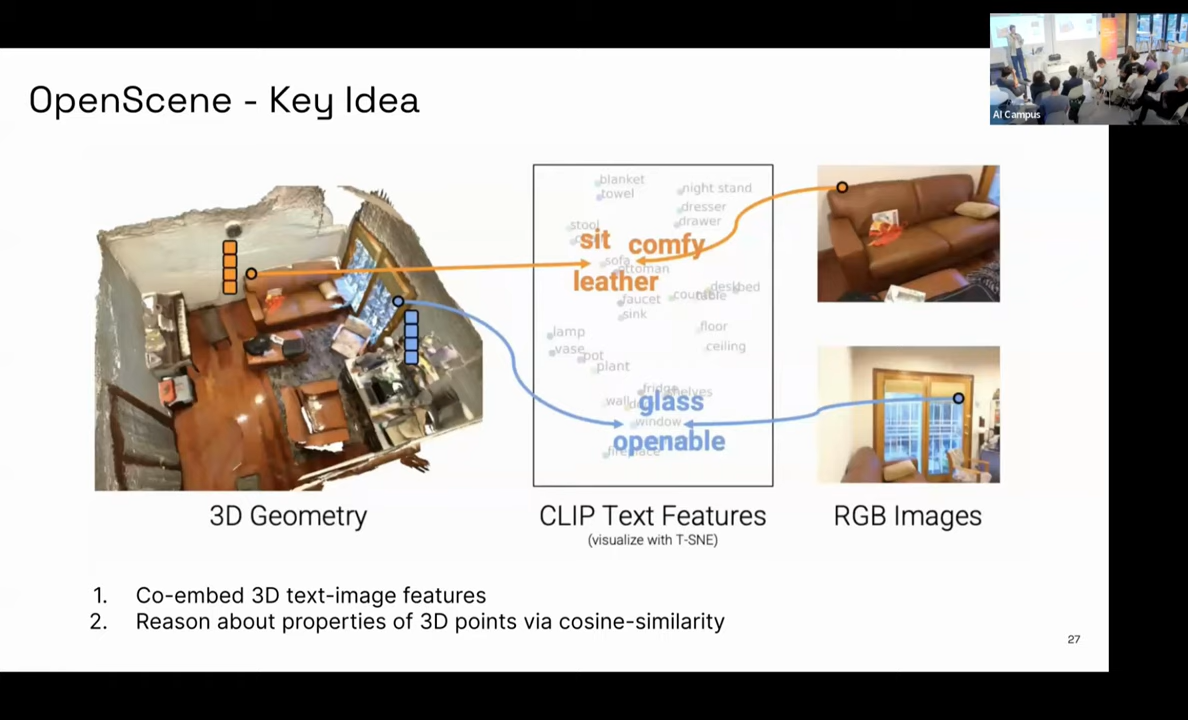 OpenScene - Key Idea
AI Campus
blanket
towel
night stand
dresser
drawer
stool
sit
comfy
sofa
ottoman
leather
desk
bed
faucet
sink
floor
ceiling
lamp
vase
pot
plant
fridge
shelves
wall
glass
window
openable
fireplace
3D Geometry
CLIP Text Features
(visualize with T-SNE)
RGB Images
1. Co-embed 3D text-image features
2. Reason about properties of 3D points via cosine-similarity
27